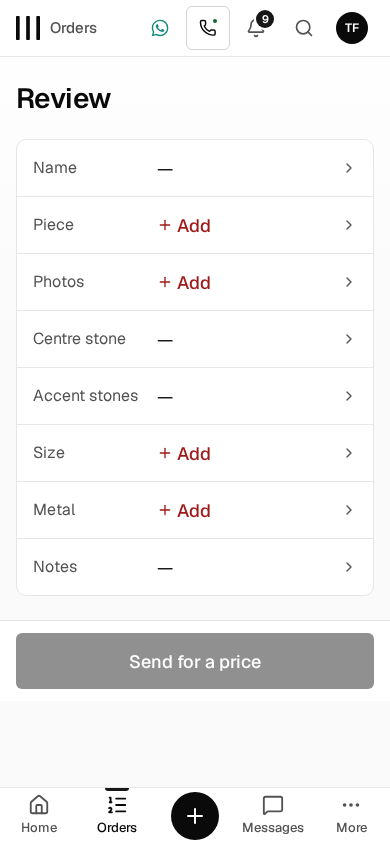 Orders
9
TF
Review
Name —
Piece + Add
Photos + Add
Centre stone —
Accent stones —
Size + Add
Metal + Add
Notes —
Send for a price
Home
Orders
Messages
More